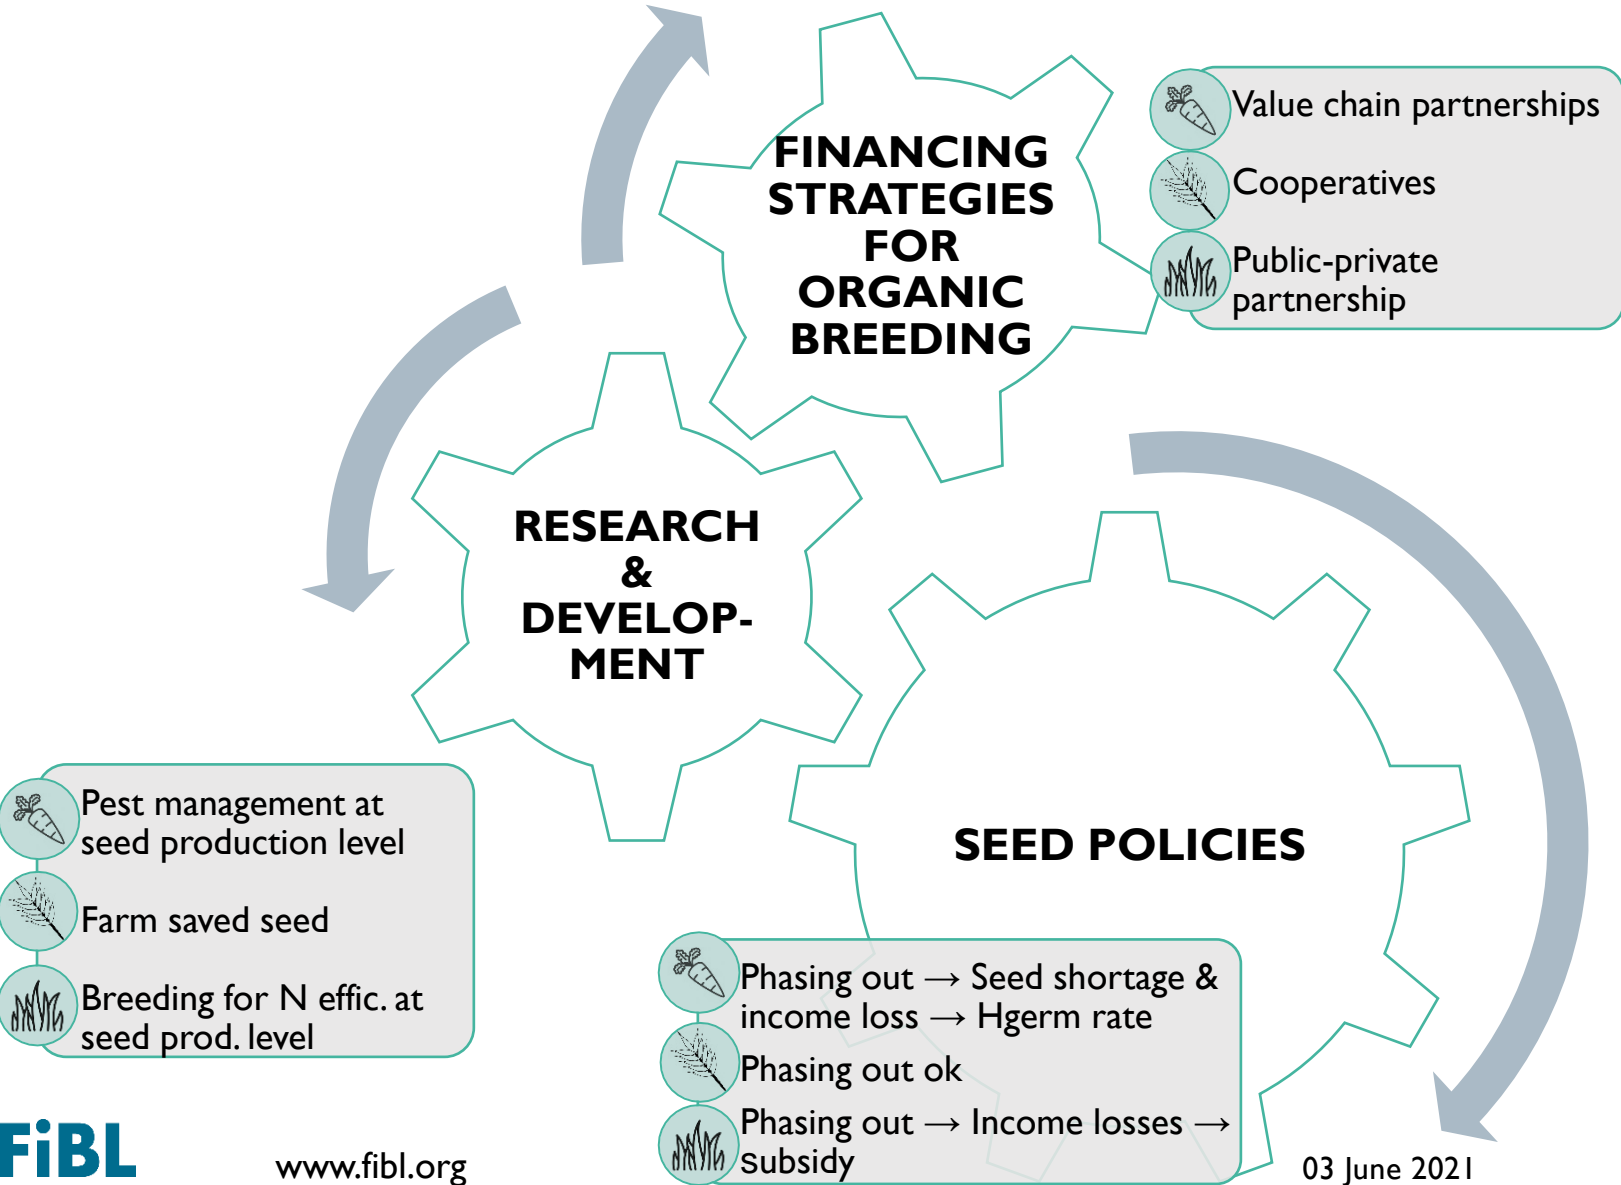 FINANCING
STRATEGIES
FOR
ORGANIC
BREEDING
Value chain partnerships
Cooperatives
Public-private
partnership
RESEARCH
&
DEVELOP-
MENT
Pest management at
seed production level
Farm saved seed
Breeding for N effic. at
seed prod. level
SEED POLICIES
Phasing out → Seed shortage &
income loss → Hgerm rate
Phasing out ok
Phasing out → Income losses →
subsidy
FiBL
www.fibl.org
03 June 2021